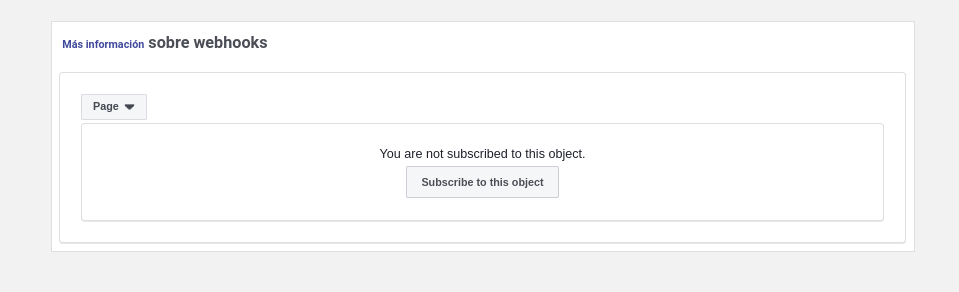 Más información sobre webhooks
Page
You are not subscribed to this object.
Subscribe to this object